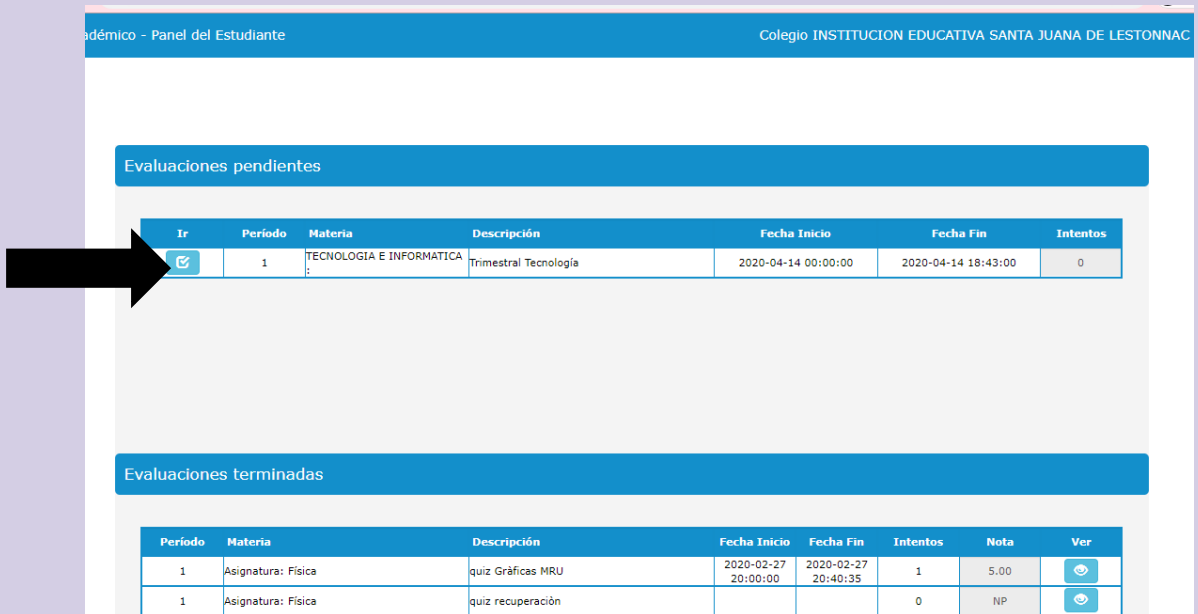 adémico - Panel del Estudiante Colegio INSTITUCION EDUCATIVA SANTA JUANA DE LESTONNAC
Evaluaciones pendientes
Ir Período Materia Descripción Fecha Inicio Fecha Fin Intentos
1 TECNOLOGIA E INFORMATICA : Trimestral Tecnología 2020-04-14 00:00:00 2020-04-14 18:43:00 0
Evaluaciones terminadas
Período Materia Descripción Fecha Inicio Fecha Fin Intentos Nota Ver
1 Asignatura: Física quiz Gràficas MRU 2020-02-27 20:00:00 2020-02-27 20:40:35 1 5.00
1 Asignatura: Física quiz recuperaciòn 0 NP